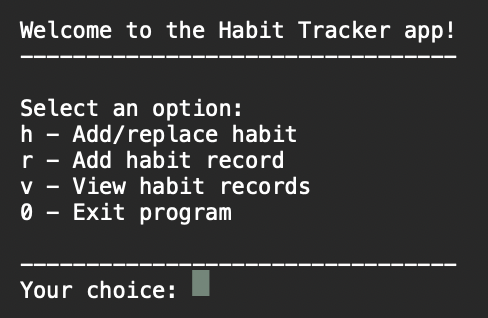 Welcome to the Habit Tracker app!
---------------------------------
Select an option:
h - Add/replace habit
r - Add habit record
v - View habit records
0 - Exit program
---------------------------------
Your choice: